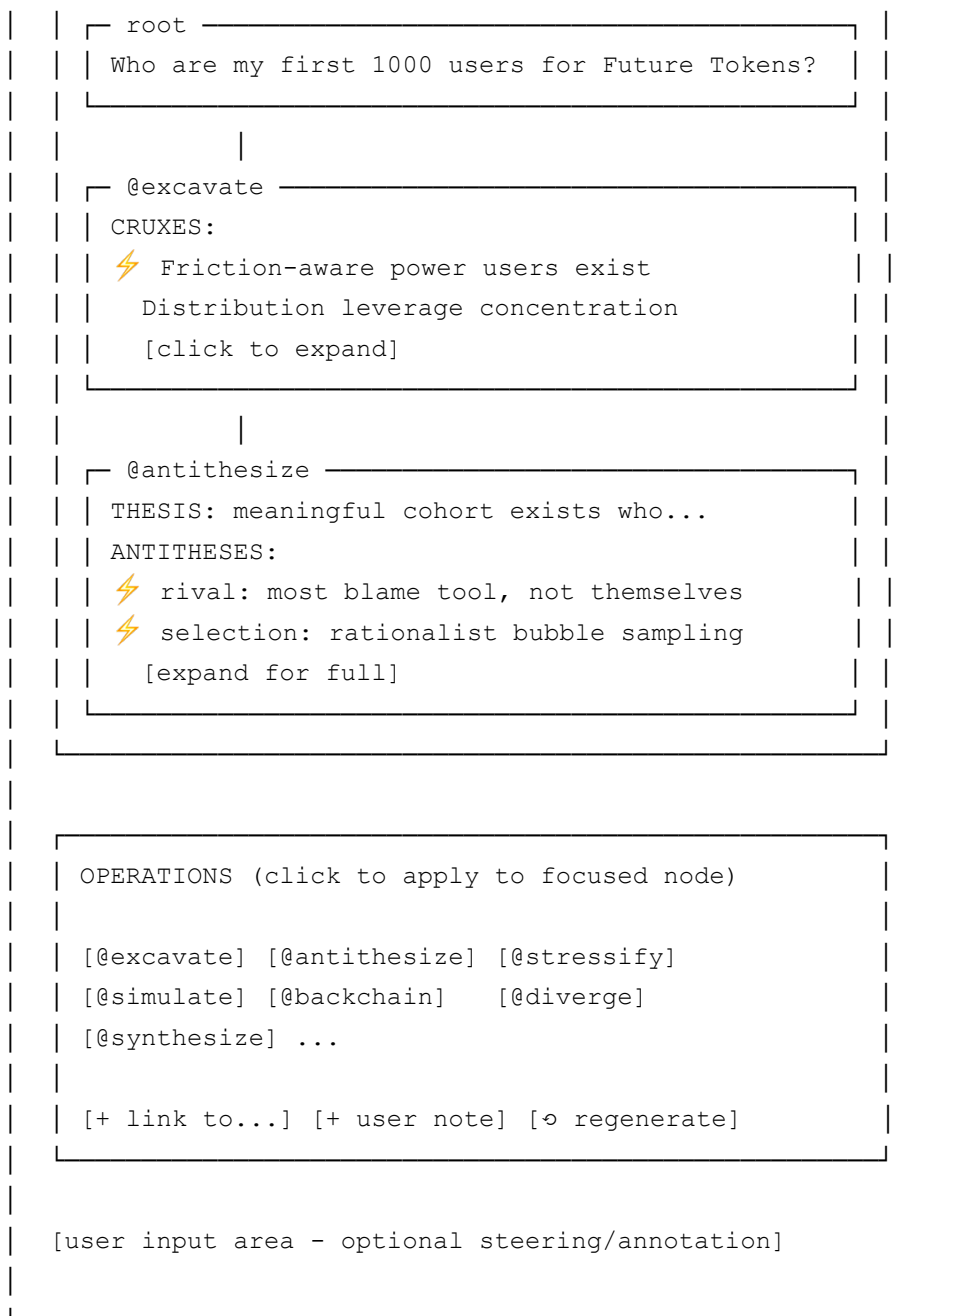 root
Who are my first 1000 users for Future Tokens?
@excavate
CRUXES:
⚡ Friction-aware power users exist
Distribution leverage concentration
[click to expand]
@antithesize
THESIS: meaningful cohort exists who...
ANTITHESES:
⚡ rival: most blame tool, not themselves
⚡ selection: rationalist bubble sampling
[expand for full]
OPERATIONS (click to apply to focused node)
[@excavate] [@antithesize] [@stressify]
[@simulate] [@backchain] [@diverge]
[@synthesize] ...
[+ link to...] [+ user note] [⟲ regenerate]
[user input area - optional steering/annotation]